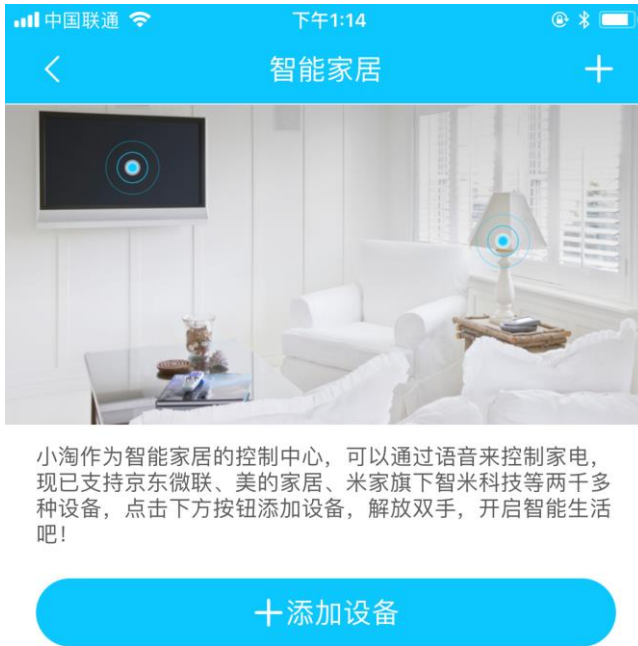 中国联通 下午1:14
智能家居 +
小淘作为智能家居的控制中心，可以通过语音来控制家电，
现已支持京东微联、美的家居、米家旗下智米科技等两千多
种设备，点击下方按钮添加设备，解放双手，开启智能生活
吧！
+添加设备